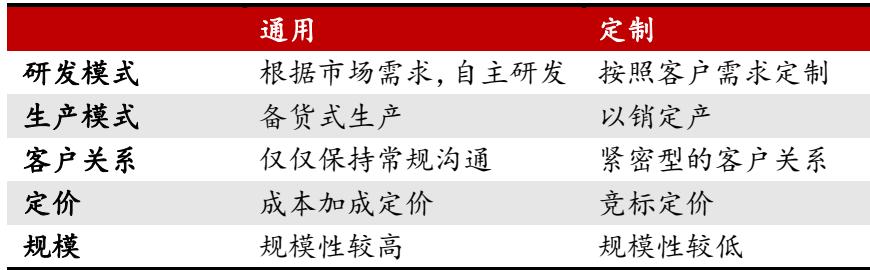 通用 定制
研发模式 根据市场需求，自主研发 按照客户需求定制
生产模式 备货式生产 以销定产
客户关系 仅仅保持常规沟通 紧密型的客户关系
定价 成本加成定价 竞标定价
规模 规模性较高 规模性较低